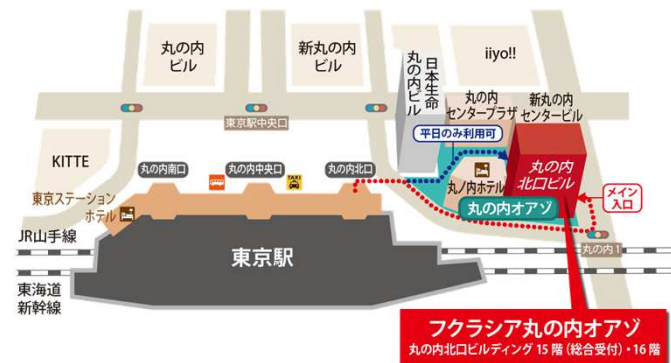 丸の内
ビル
新丸の内
ビル
日本生命
丸の内ビル
iiyo!!
丸の内
センタープラザ
新丸の内
センタービル
東京駅中央口
平日のみ利用可
KITTE
丸の内南口
丸の内中央口
TAXI
丸の内北口
丸ノ内ホテル
丸の内
北口ビル
メイン
入口
東京ステーション
ホテル
丸の内オアゾ
丸の内1
JR山手線
東京駅
東海道
新幹線
フクラシア丸の内オアゾ
丸の内北口ビルディング 15階（総合受付）・16階